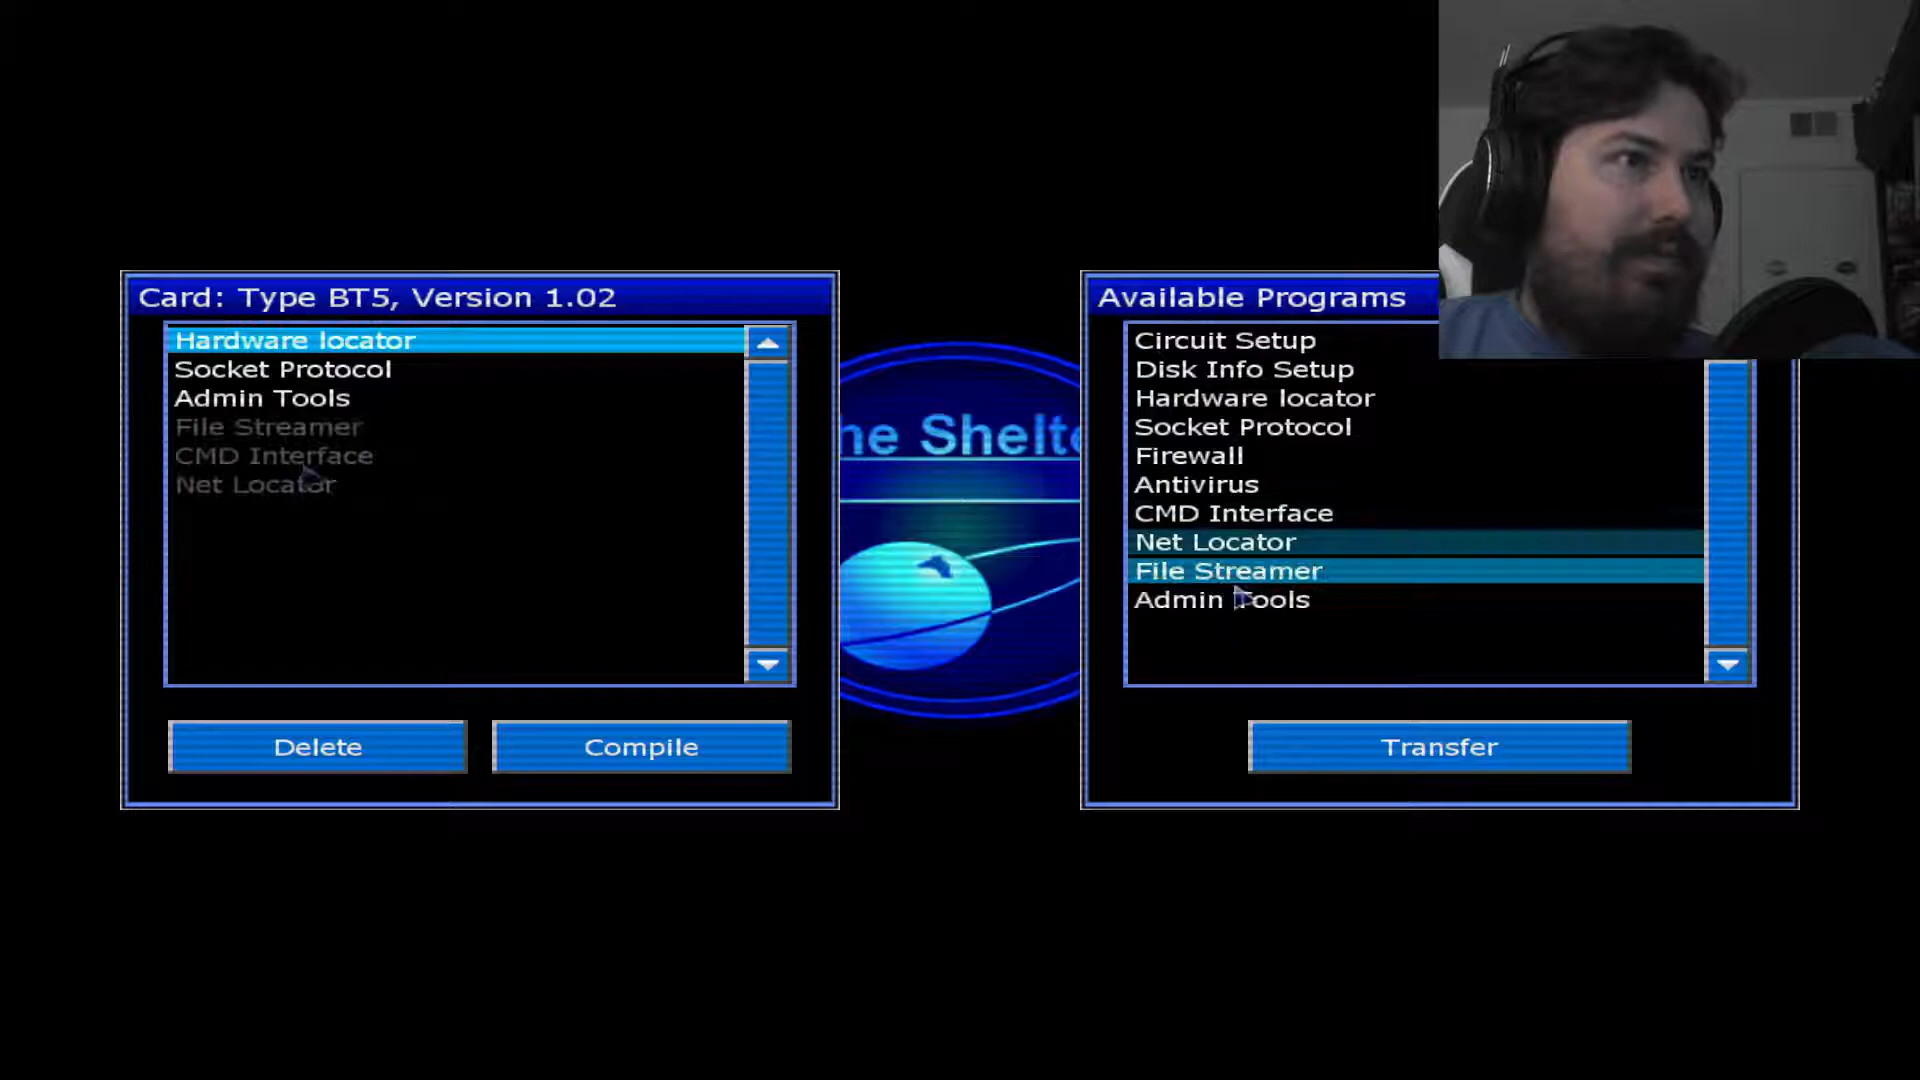 Card: Type BT5, Version 1.02
Hardware locator
Socket Protocol
Admin Tools
File Streamer
CMD Interface
Net Locator
Delete
Compile
he Shelt
Available Programs
Circuit Setup
Disk Info Setup
Hardware locator
Socket Protocol
Firewall
Antivirus
CMD Interface
Net Locator
File Streamer
Admin Tools
Transfer